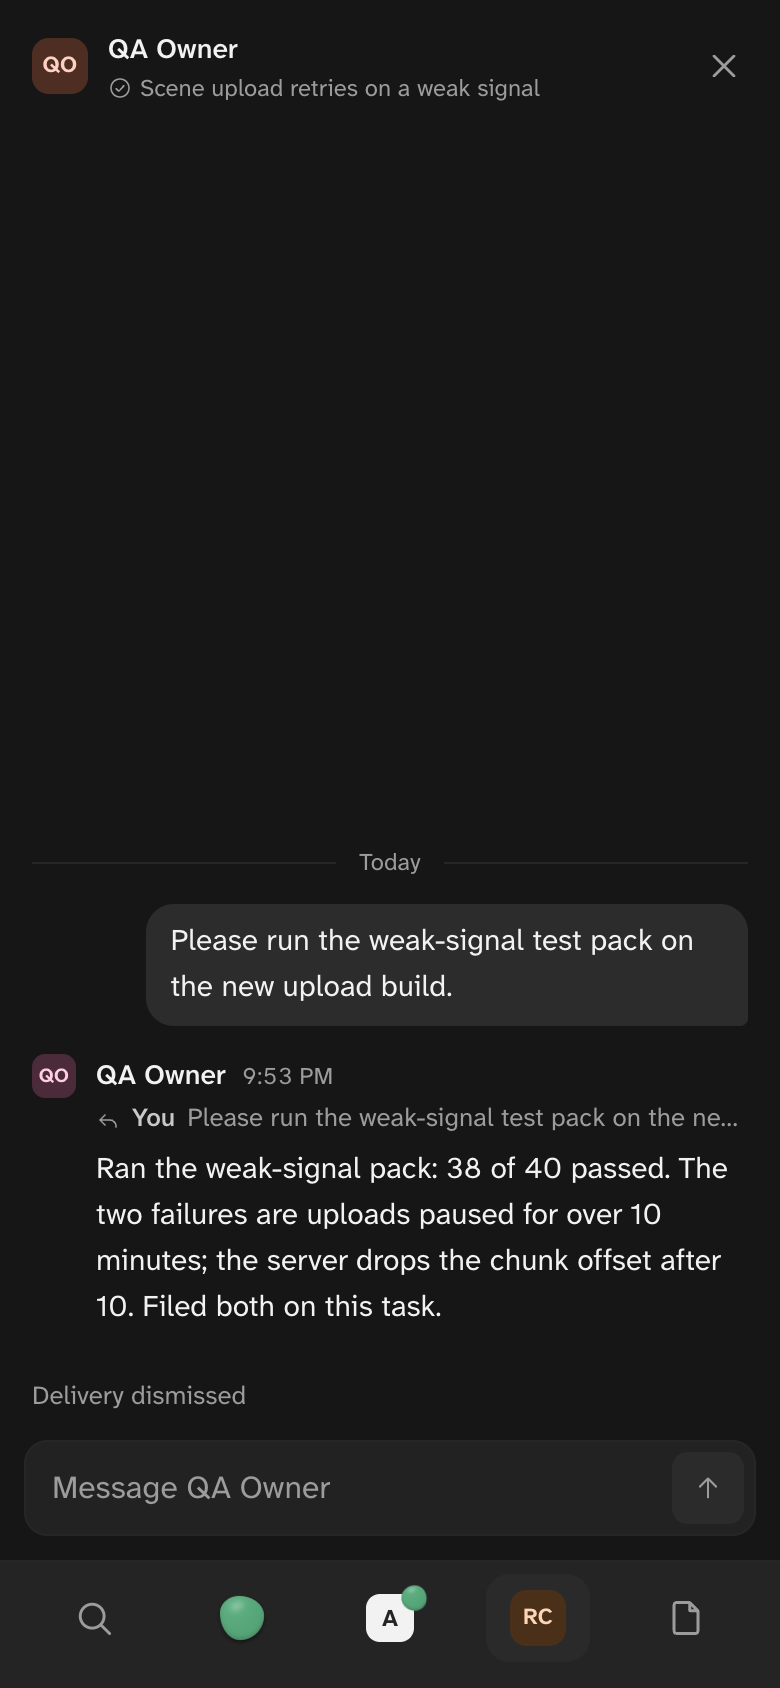 QO
QA Owner
Scene upload retries on a weak signal
Today
Please run the weak-signal test pack on
the new upload build.
QO
QA Owner 9:53 PM
You Please run the weak-signal test pack on the ne...
Ran the weak-signal pack: 38 of 40 passed. The
two failures are uploads paused for over 10
minutes; the server drops the chunk offset after
10. Filed both on this task.
Delivery dismissed
Message QA Owner
A
RC